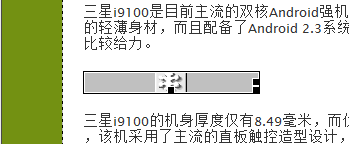 三星i9100是目前主流的双核Android强机
的轻薄身材，而且配备了Android 2.3系统
比较给力。
三星i9100的机身厚度仅有8.49毫米，而
，该机采用了主流的直板触控造型设计，